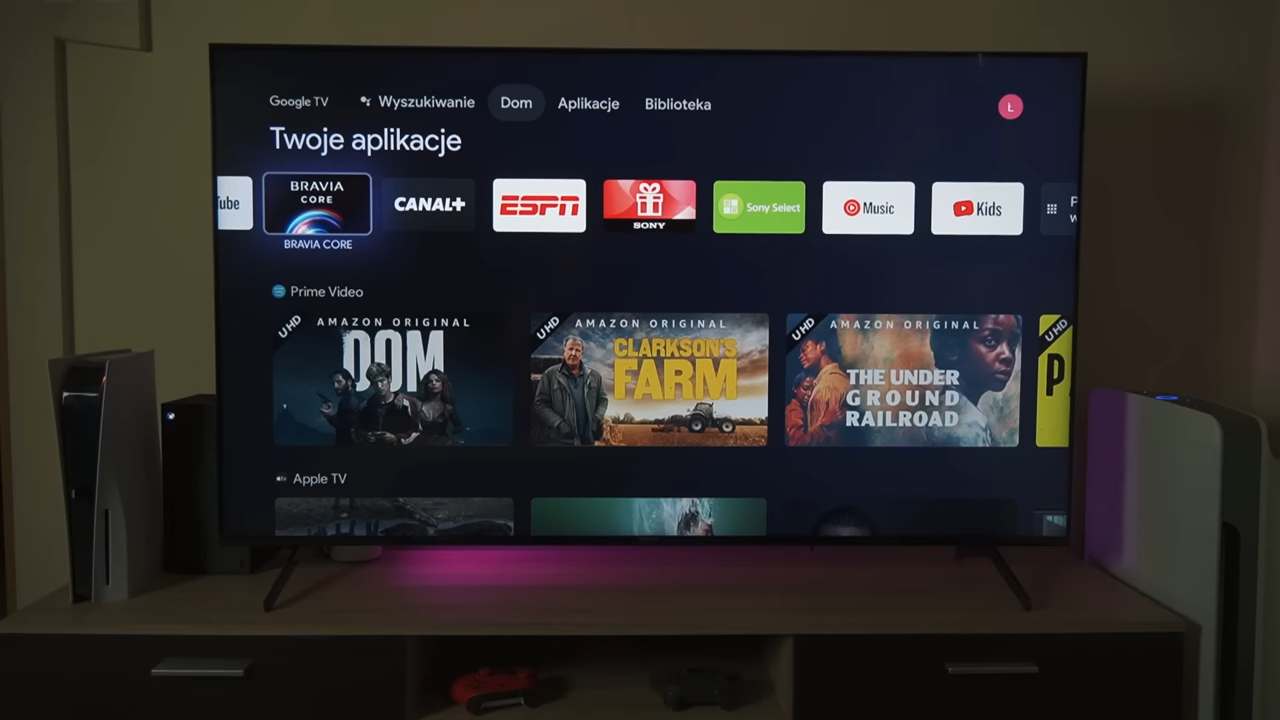 Google TV Wyszukiwanie Dom Aplikacje Biblioteka Ł
Twoje aplikacje
ube
BRAVIA
CORE
CANAL+
ESPN
SONY
Sony Select
Music
Kids
P
w
BRAVIA CORE
Prime Video
UHD
AMAZON ORIGINAL
DOM
UHD
AMAZON ORIGINAL
CLARKSON'S
FARM
UHD
AMAZON ORIGINAL
THE UNDER
GROUND
RAILROAD
UHD
P
Apple TV